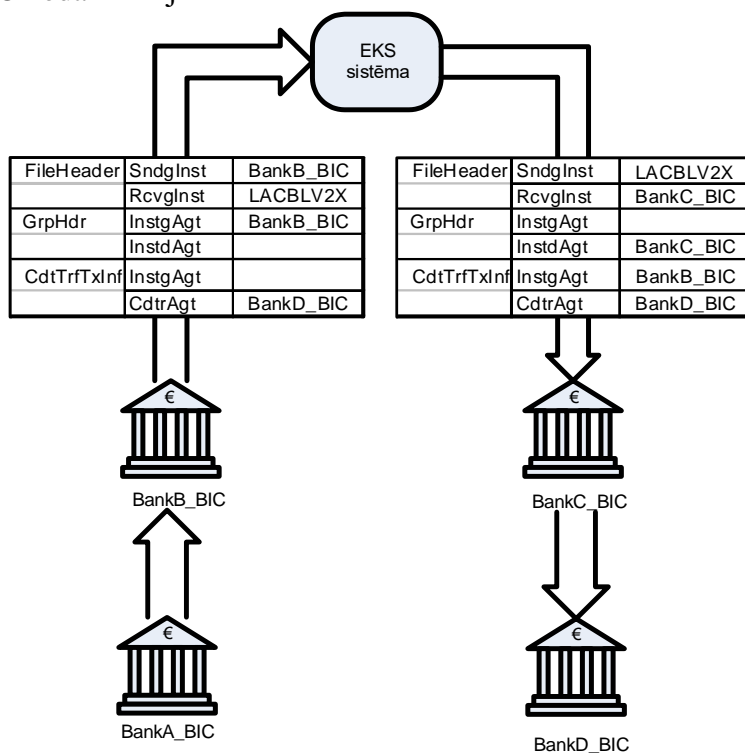 EKS
sistēma
FileHeader SndgInst BankB_BIC
RcvgInst LACBLV2X
GrpHdr InstgAgt BankB_BIC
InstdAgt
CdtTrfTxInf InstgAgt
CdtrAgt BankD_BIC
FileHeader SndgInst LACBLV2X
RcvgInst BankC_BIC
GrpHdr InstgAgt
InstdAgt BankC_BIC
CdtTrfTxInf InstgAgt BankB_BIC
CdtrAgt BankD_BIC
€
BankB_BIC
€
BankC_BIC
€
BankA_BIC
€
BankD_BIC